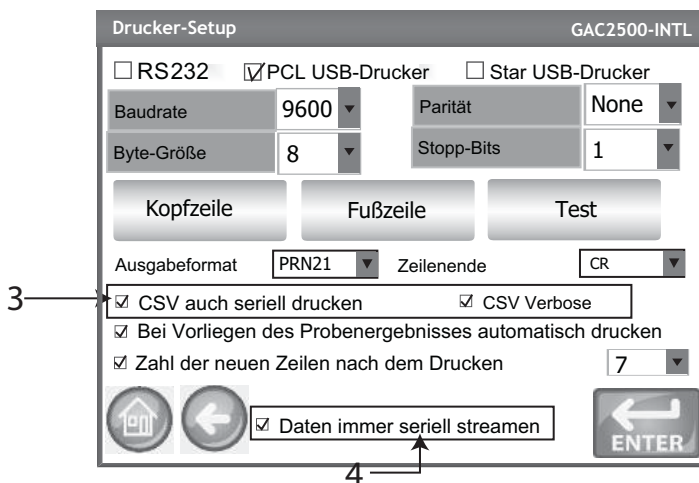 Drucker-Setup GAC2500-INTL
RS232 PCL USB-Drucker Star USB-Drucker
Baudrate 9600 Parität None
Byte-Größe 8 Stopp-Bits 1
Kopfzeile Fußzeile Test
Ausgabeformat PRN21 Zeilenende CR
3 CSV auch seriell drucken CSV Verbose
Bei Vorliegen des Probenergebnisses automatisch drucken
Zahl der neuen Zeilen nach dem Drucken 7
Daten immer seriell streamen ENTER
4